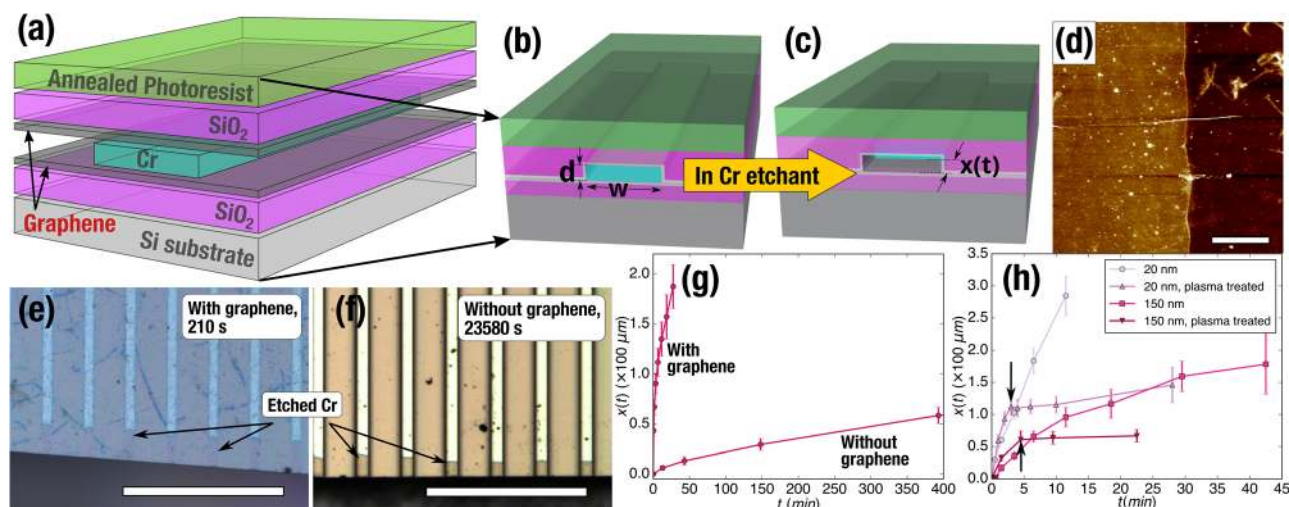 (a)
Annealed Photoresist
SiO2
Cr
Graphene
SiO2
Si substrate
(b)
d
w
In Cr etchant
(c)
x(t)
(d)
(e)
With graphene,
210 s
Etched Cr
(f)
Without graphene,
23580 s
(g)
x(t) (×100 μm)
2.0
1.5
1.0
0.5
0.0
With
graphene
Without
graphene
0 50 100 150 200 250 300 350 400
t (min)
(h)
x(t) (×100 μm)
3.5
3.0
2.5
2.0
1.5
1.0
0.5
0.0
20 nm
20 nm, plasma treated
150 nm
150 nm, plasma treated
0 5 10 15 20 25 30 35 40 45
t(min)